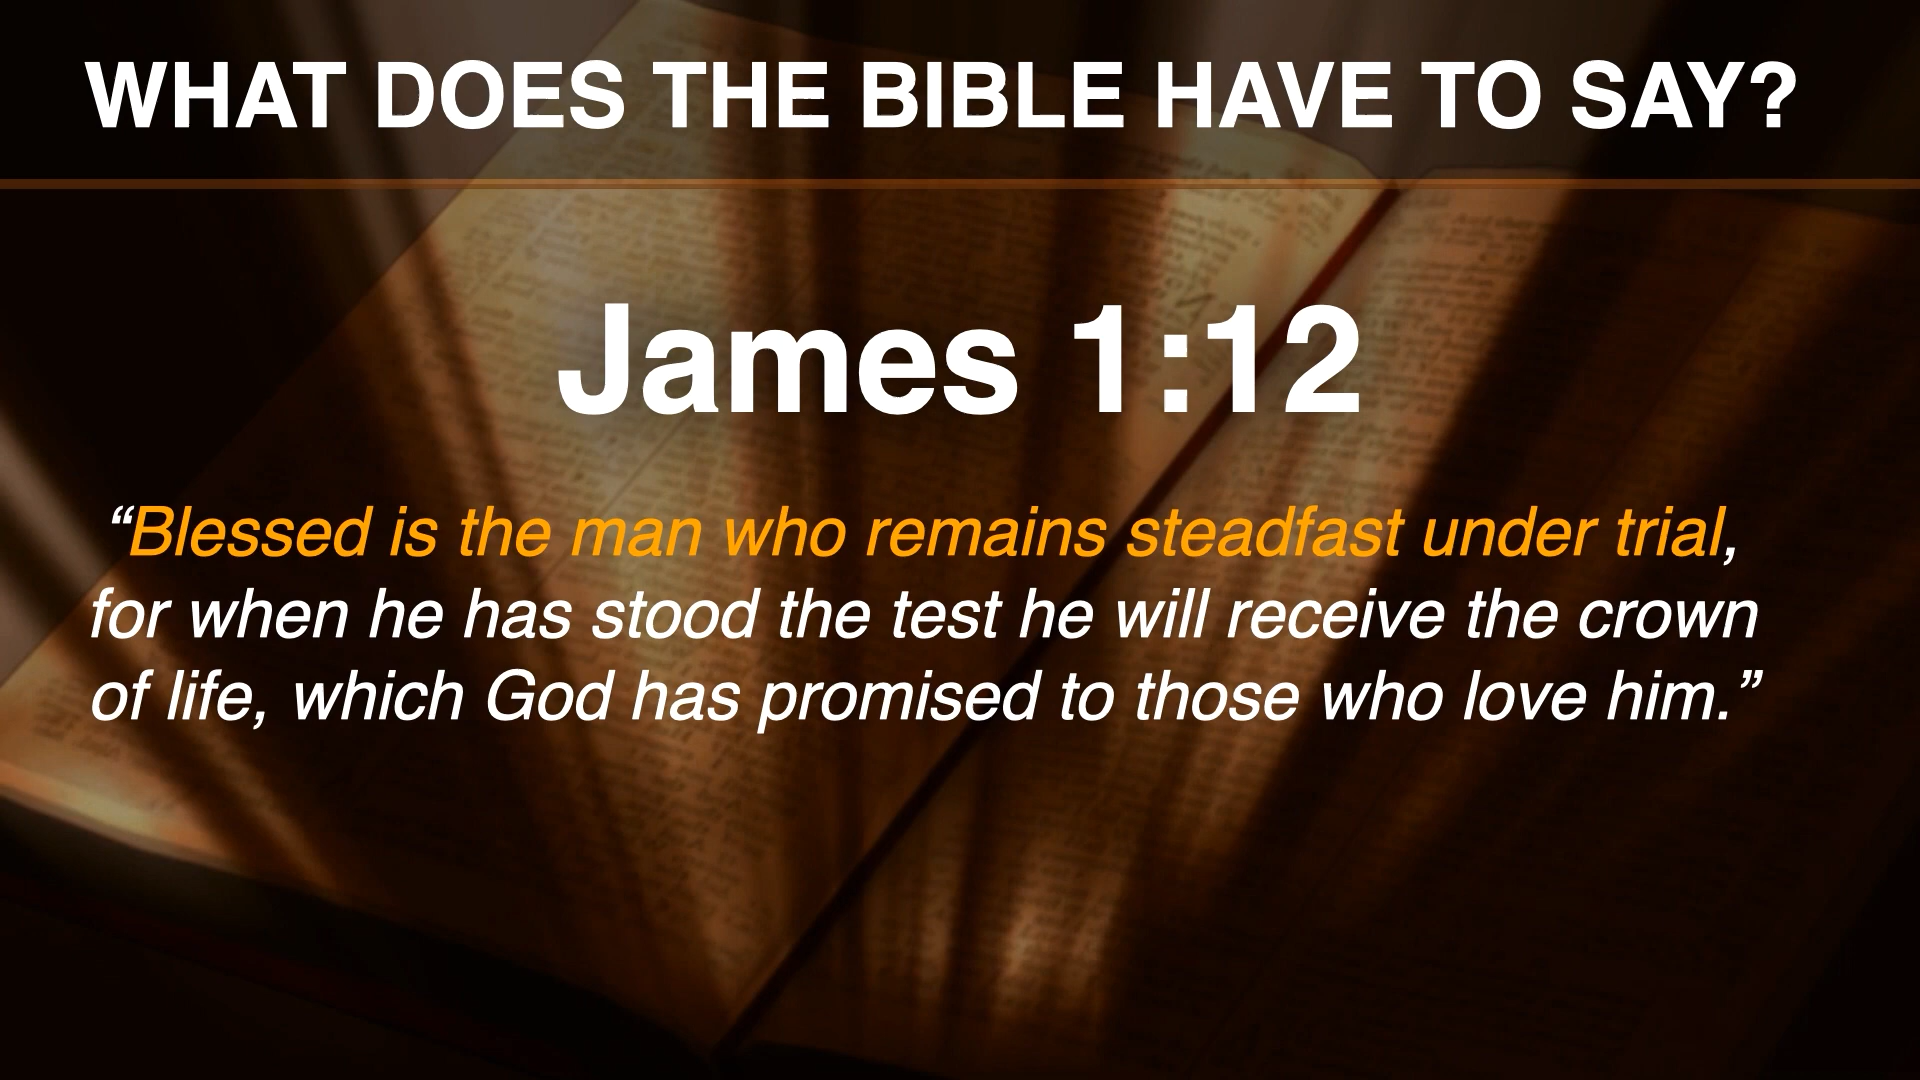 WHAT DOES THE BIBLE HAVE TO SAY?
James 1:12
“Blessed is the man who remains steadfast under trial,
for when he has stood the test he will receive the crown
of life, which God has promised to those who love him.”